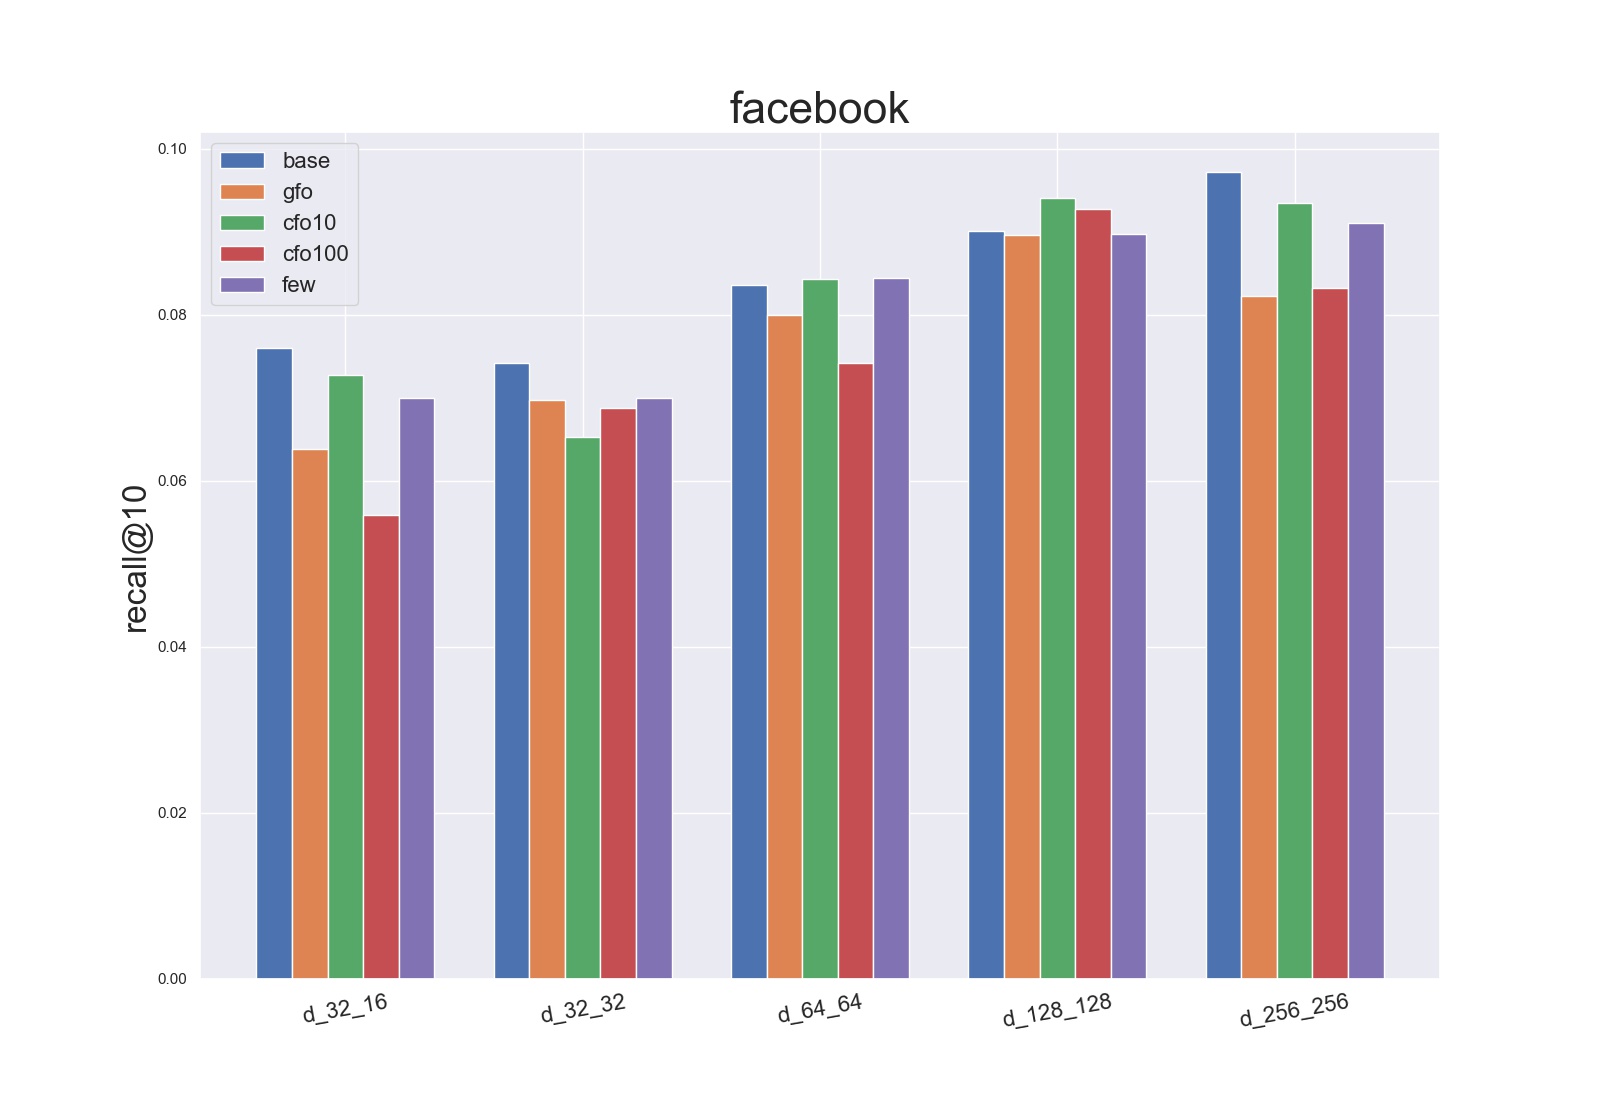 facebook
base
gfo
cfo10
cfo100
few
recall@10
0.10
0.08
0.06
0.04
0.02
0.00
d_32_16
d_32_32
d_64_64
d_128_128
d_256_256